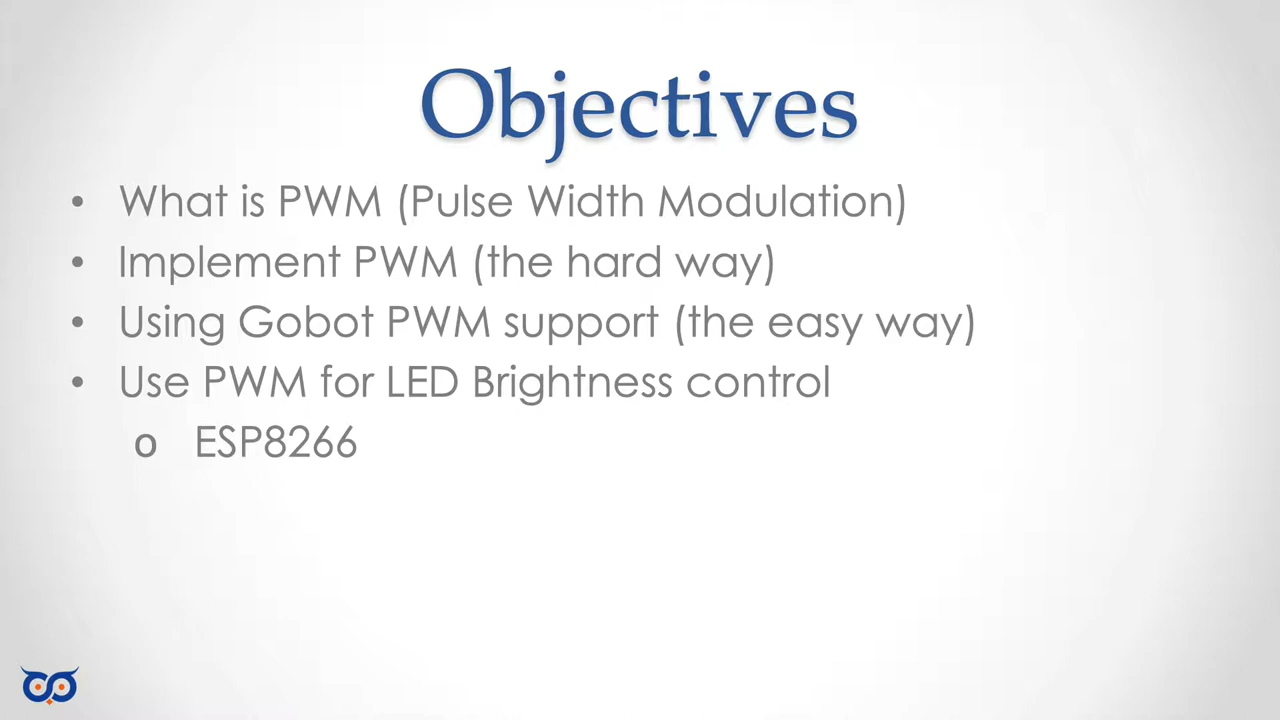 Objectives
• What is PWM (Pulse Width Modulation)
• Implement PWM (the hard way)
• Using Gobot PWM support (the easy way)
• Use PWM for LED Brightness control
o ESP8266